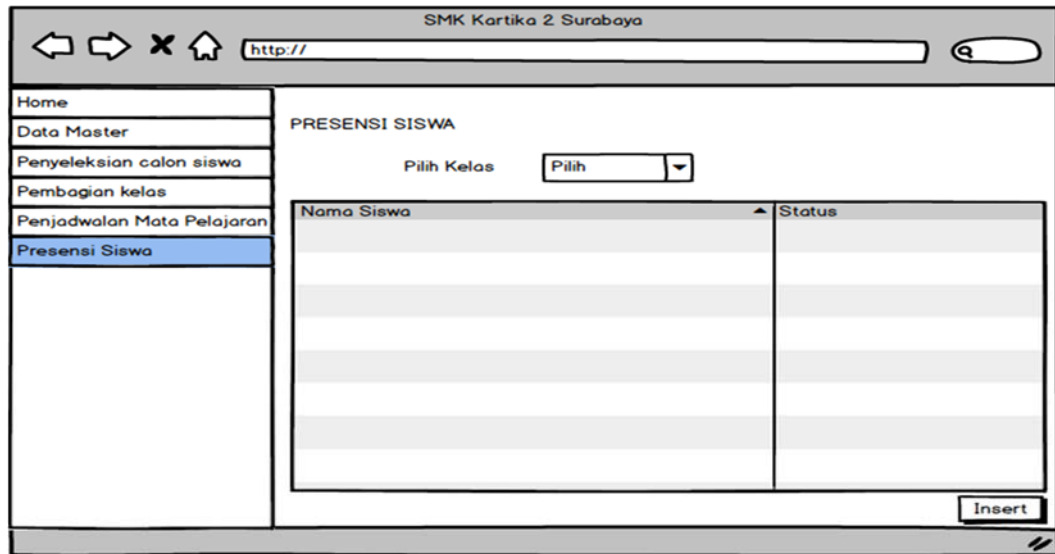 SMK Kartika 2 Surabaya
http://
Home
Data Master
Penyeleksian calon siswa
Pembagian kelas
Penjadwalan Mata Pelajaran
Presensi Siswa
PRESENSI SISWA
Pilih Kelas Pilih
Nama Siswa Status
Insert